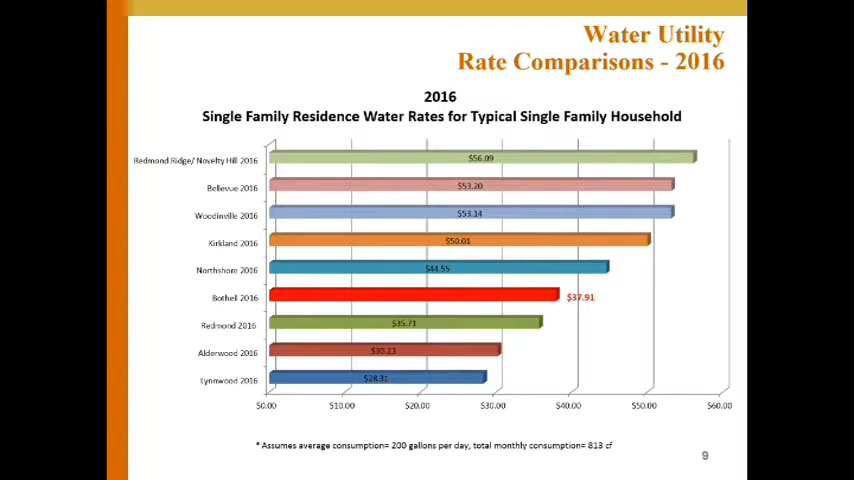 Water Utility
Rate Comparisons - 2016
2016
Single Family Residence Water Rates for Typical Single Family Household
Redmond Ridge/ Novelty Hill 2016 $56.09
Bellevue 2016 $53.20
Woodinville 2016 $53.14
Kirkland 2016 $50.01
Northshore 2016 $44.55
Bothell 2016 $37.91
Redmond 2016 $35.71
Alderwood 2016 $30.23
Lynnwood 2016 $28.31
$0.00 $10.00 $20.00 $30.00 $40.00 $50.00 $60.00
* Assumes average consumption= 200 gallons per day, total monthly consumption= 813 cf
9